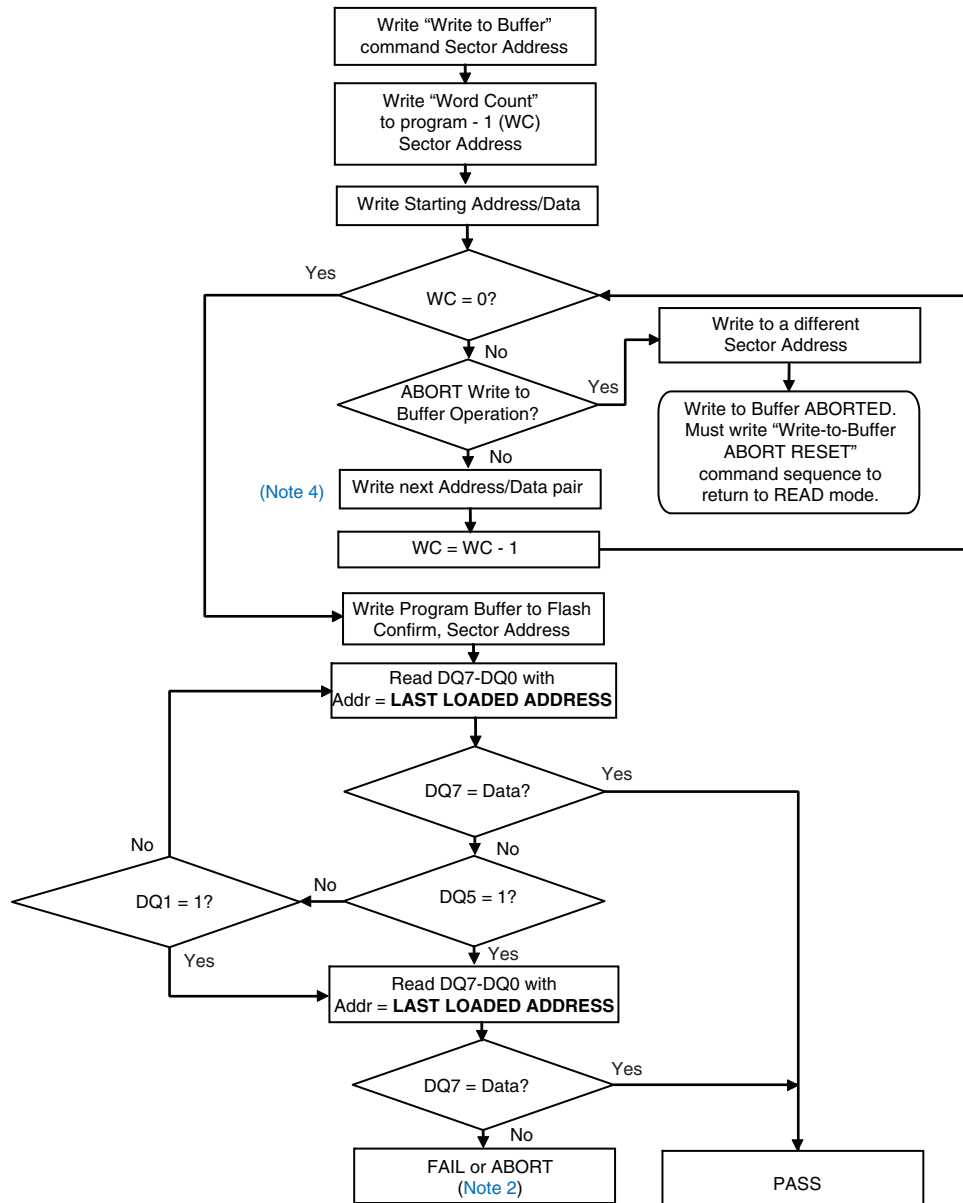 Write “Write to Buffer”
command Sector Address
Write “Word Count”
to program - 1 (WC)
Sector Address
Write Starting Address/Data
Yes
WC = 0?
No
Write to a different
Sector Address
ABORT Write to
Buffer Operation?
Yes
Write to Buffer ABORTED.
Must write “Write-to-Buffer
ABORT RESET”
command sequence to
return to READ mode.
No
(Note 4)
Write next Address/Data pair
WC = WC - 1
Write Program Buffer to Flash
Confirm, Sector Address
Read DQ7-DQ0 with
Addr = LAST LOADED ADDRESS
Yes
DQ7 = Data?
No
No
No
DQ1 = 1?
DQ5 = 1?
Yes
Yes
Read DQ7-DQ0 with
Addr = LAST LOADED ADDRESS
Yes
DQ7 = Data?
No
FAIL or ABORT
(Note 2)
PASS